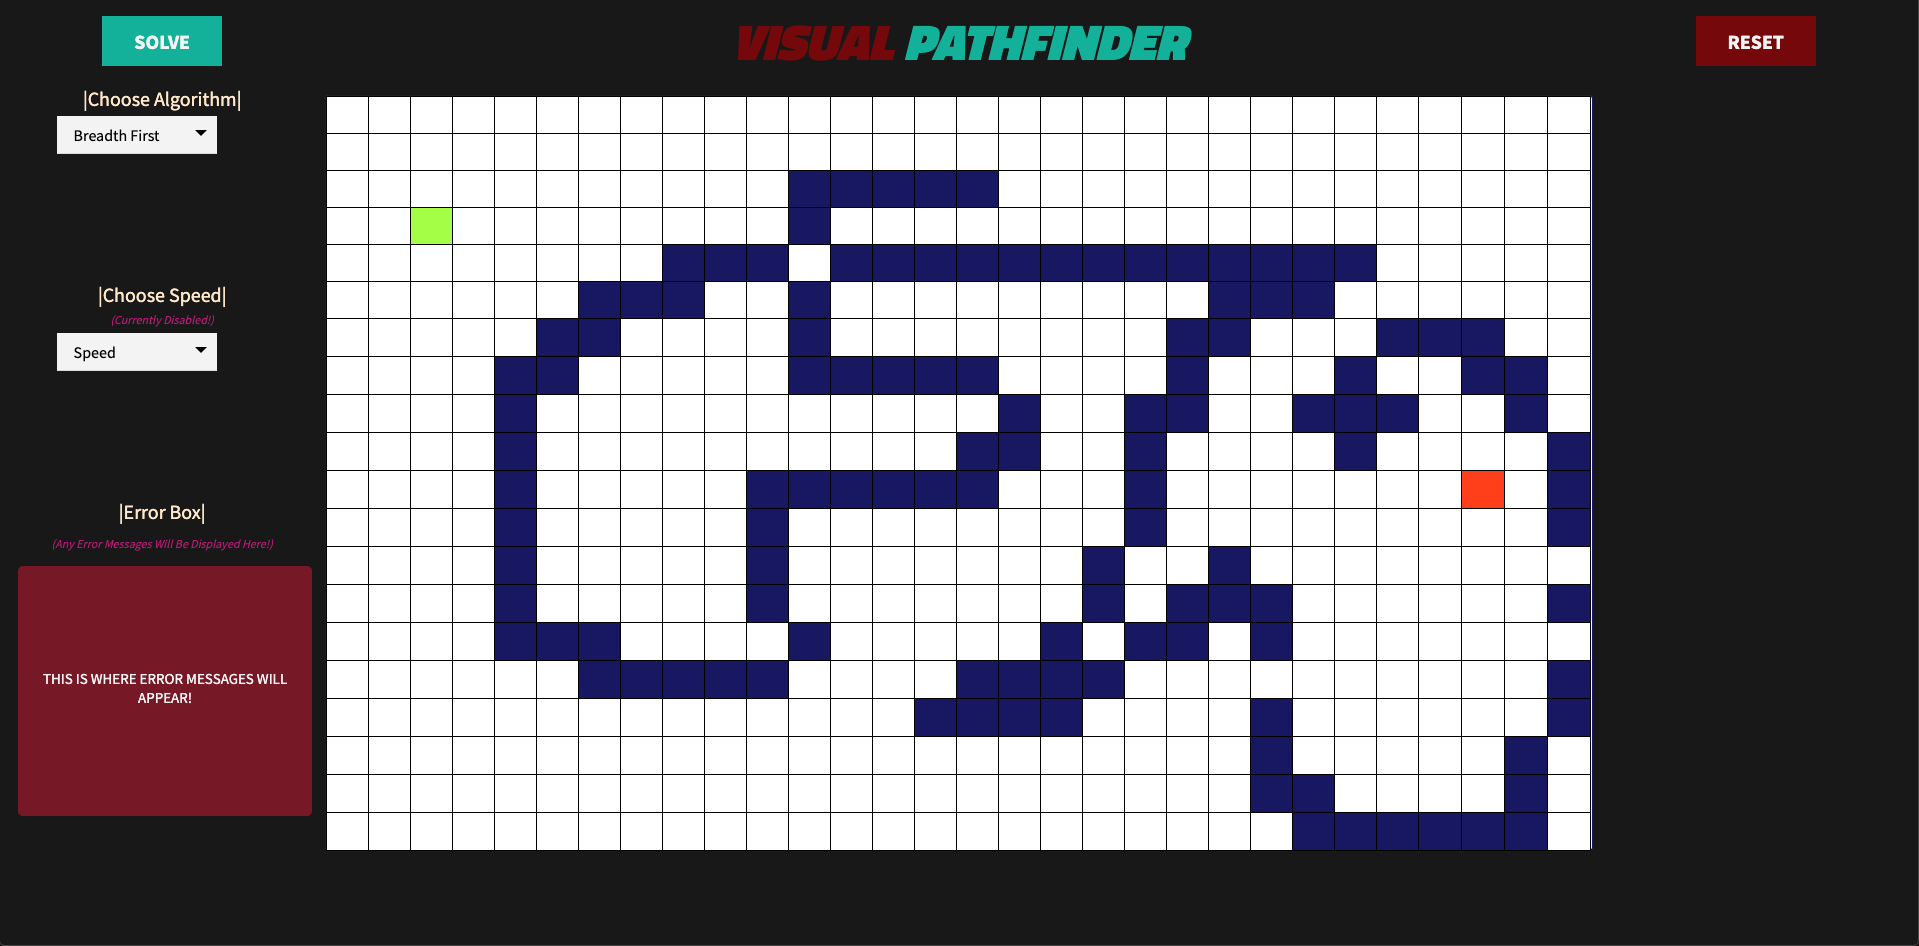 SOLVE
VISUAL PATHFINDER
RESET
|Choose Algorithm|
Breadth First
|Choose Speed|
(Currently Disabled!)
Speed
|Error Box|
(Any Error Messages Will Be Displayed Here!)
THIS IS WHERE ERROR MESSAGES WILL
APPEAR!